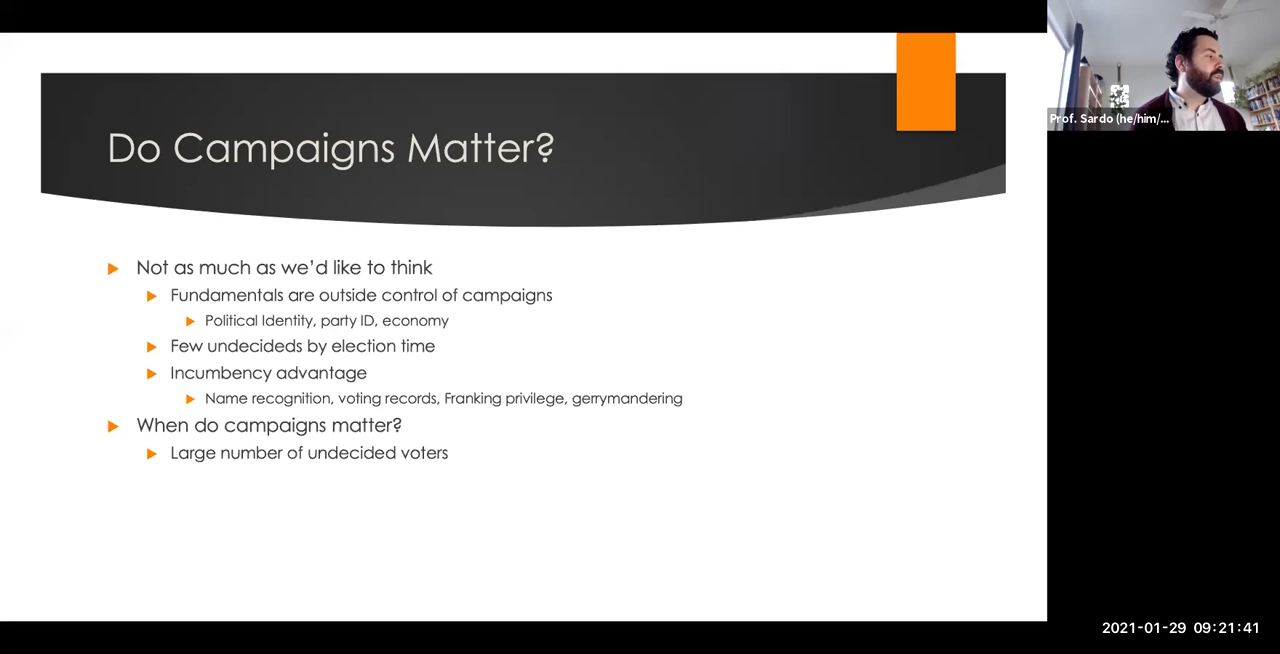 Do Campaigns Matter?
Not as much as we'd like to think
Fundamentals are outside control of campaigns
Political Identity, party ID, economy
Few undecideds by election time
Incumbency advantage
Name recognition, voting records, Franking privilege, gerrymandering
When do campaigns matter?
Large number of undecided voters
Prof. Sardo (he/him/...
2021-01-29 09:21:41